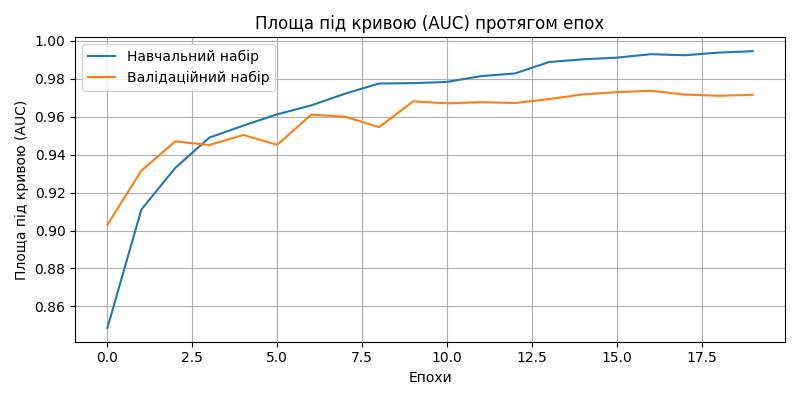 Площа під кривою (AUC) протягом епох
Площа під кривою (AUC)
1.00
0.98
0.96
0.94
0.92
0.90
0.88
0.86
Навчальний набір
Валідаційний набір
0.0 2.5 5.0 7.5 10.0 12.5 15.0 17.5
Епохи